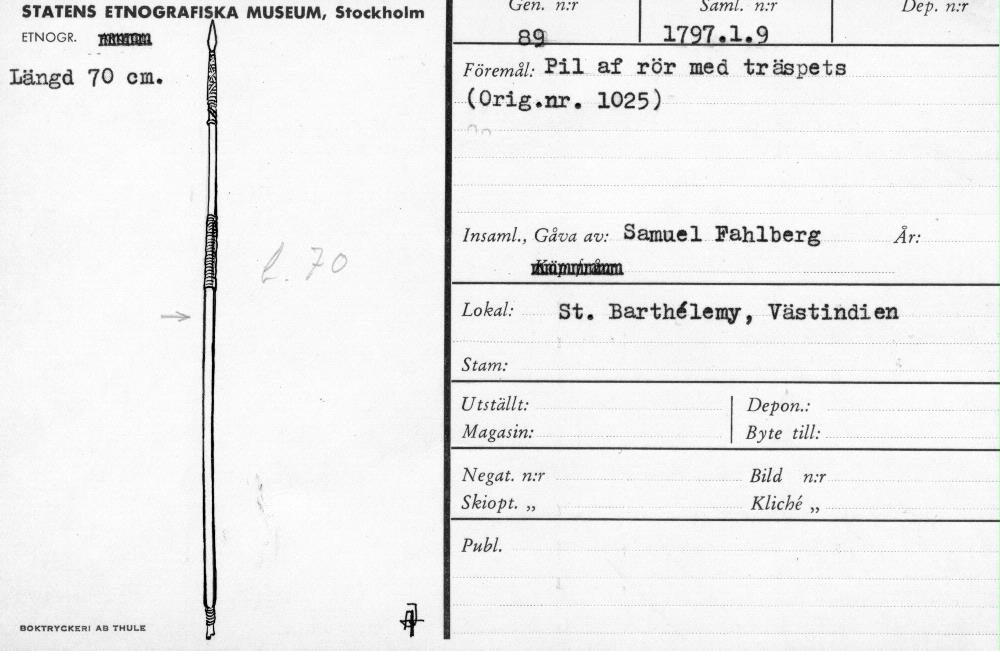 STATENS ETNOGRAFISKA MUSEUM, Stockholm
ETNOGR.
Längd 70 cm.
L. 70
BOKTRYCKERI AB THULE
Gen. n:r Saml. n:r Dep. n:r
89 1797.1.9
Föremål: Pil af rör med träspets
(Orig.nr. 1025)
Insaml., Gåva av: Samuel Fahlberg År:
Lokal: St. Barthélemy, Västindien
Stam:
Utställt: Depon.:
Magasin: Byte till:
Negat. n:r Bild n:r
Skiopt. „ Kliché „
Publ.